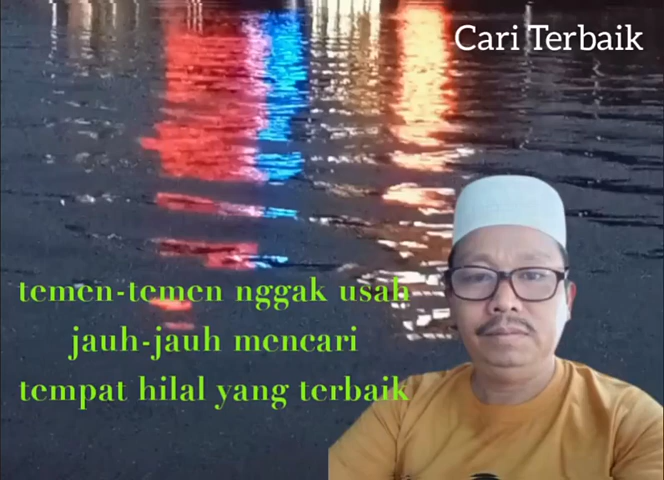 Cari Terbaik
temen-temen nggak usah
jauh-jauh mencari
tempat hilal yang terbaik